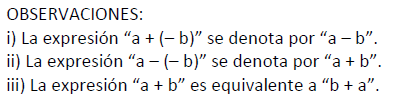 OBSERVACIONES:
i) La expresión “a + (– b)” se denota por “a – b”.
ii) La expresión “a – (– b)” se denota por “a + b”.
iii) La expresión “a + b” es equivalente a “b + a”.